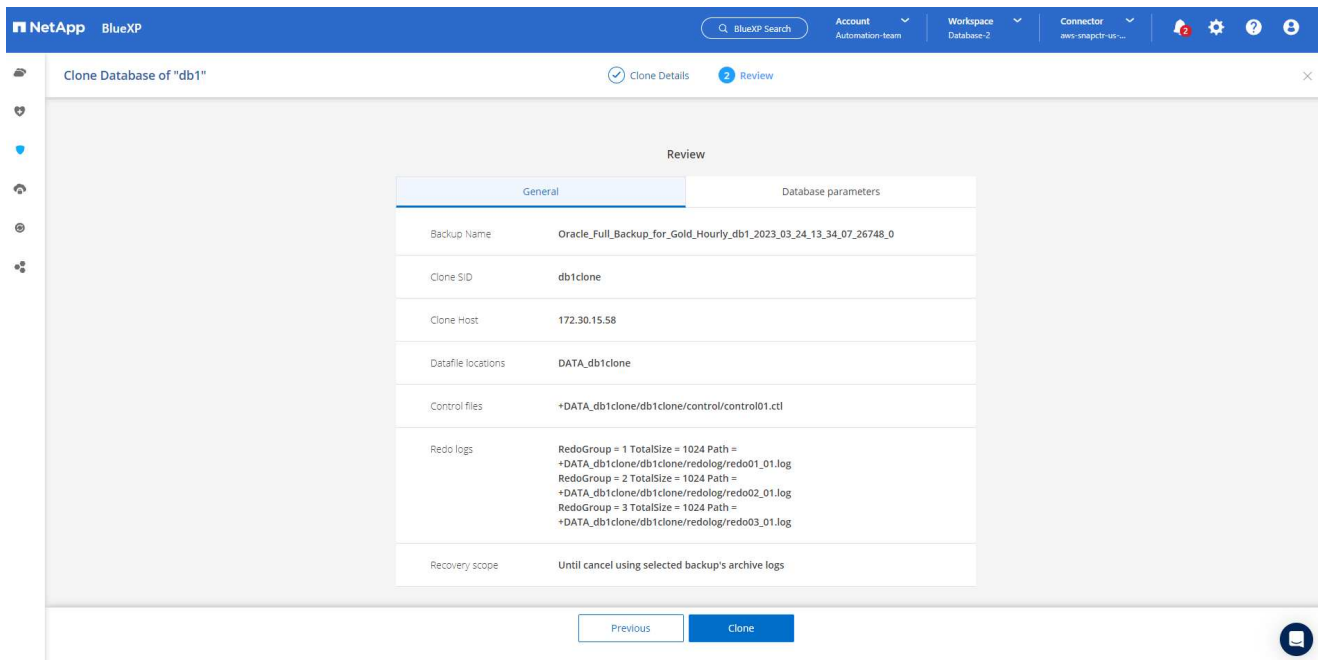 NetApp BlueXP
BlueXP Search
Account
Automation-team
Workspace
Database-2
Connector
aws-snapctr-us-...
2
Clone Database of "db1"
Clone Details
2 Review
Review
General
Database parameters
Backup Name Oracle_Full_Backup_for_Gold_Hourly_db1_2023_03_24_13_34_07_26748_0
Clone SID db1clone
Clone Host 172.30.15.58
Datafile locations DATA_db1clone
Control files +DATA_db1clone/db1clone/control/control01.ctl
Redo logs RedoGroup = 1 TotalSize = 1024 Path =
+DATA_db1clone/db1clone/redolog/redo01_01.log
RedoGroup = 2 TotalSize = 1024 Path =
+DATA_db1clone/db1clone/redolog/redo02_01.log
RedoGroup = 3 TotalSize = 1024 Path =
+DATA_db1clone/db1clone/redolog/redo03_01.log
Recovery scope Until cancel using selected backup's archive logs
Previous
Clone